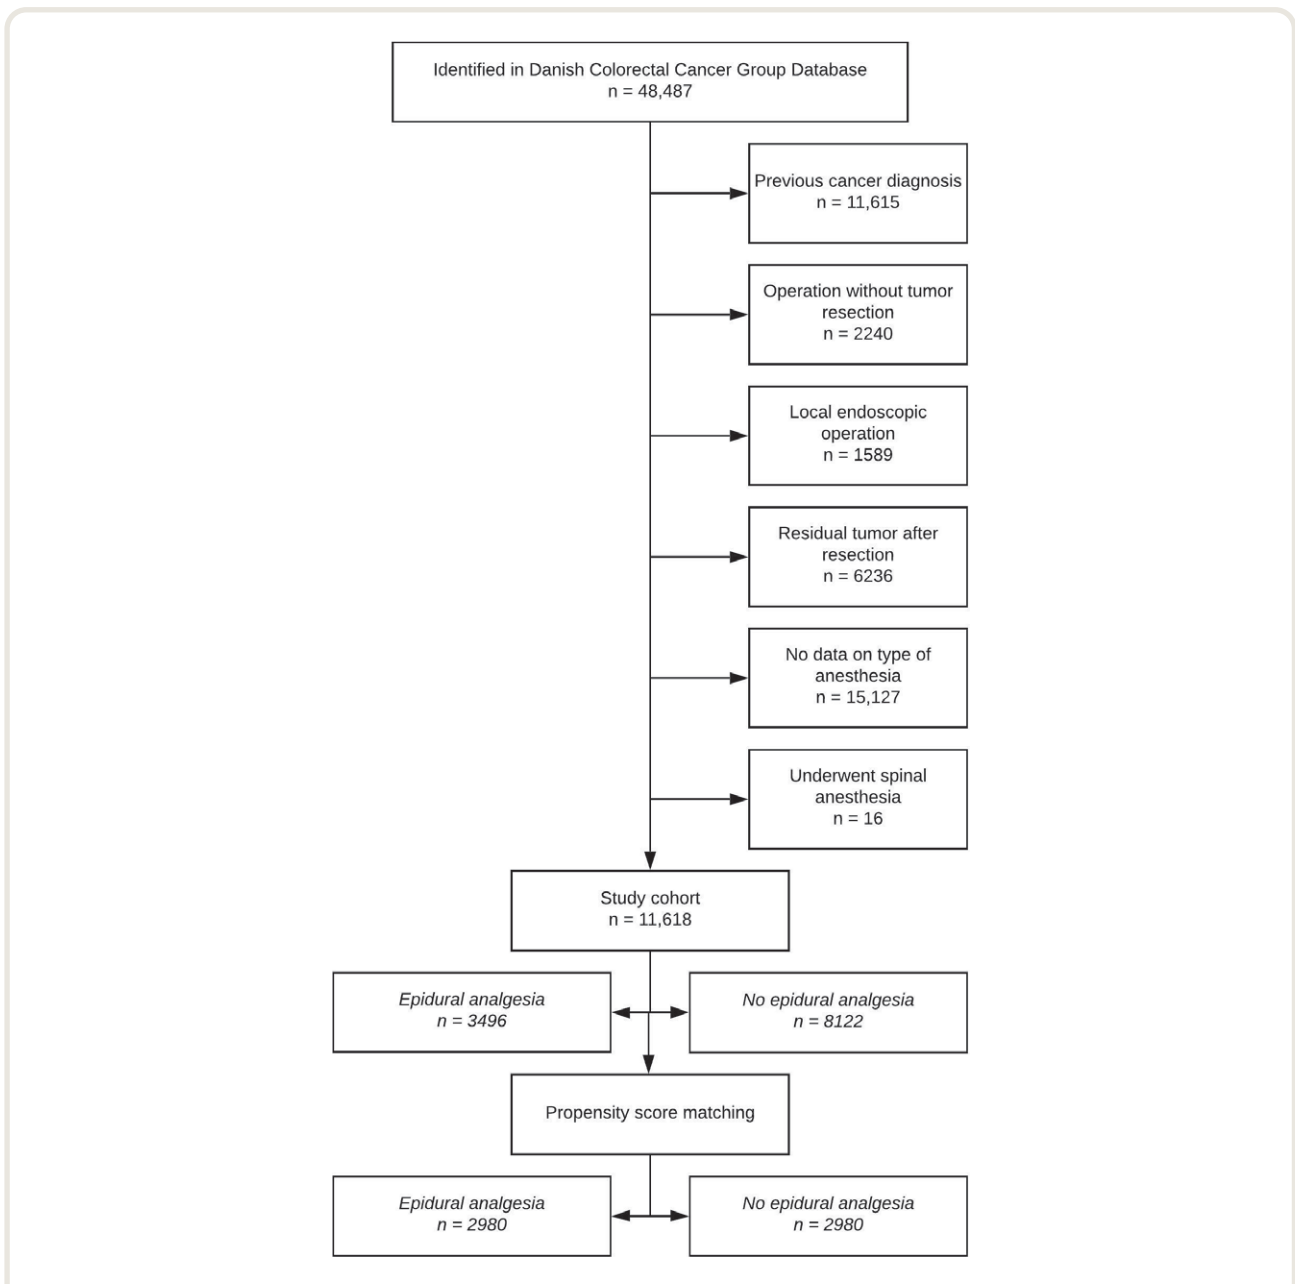 Identified in Danish Colorectal Cancer Group Database
n = 48,487
Previous cancer diagnosis
n = 11,615
Operation without tumor
resection
n = 2240
Local endoscopic
operation
n = 1589
Residual tumor after
resection
n = 6236
No data on type of
anesthesia
n = 15,127
Underwent spinal
anesthesia
n = 16
Study cohort
n = 11,618
Epidural analgesia
n = 3496
No epidural analgesia
n = 8122
Propensity score matching
Epidural analgesia
n = 2980
No epidural analgesia
n = 2980